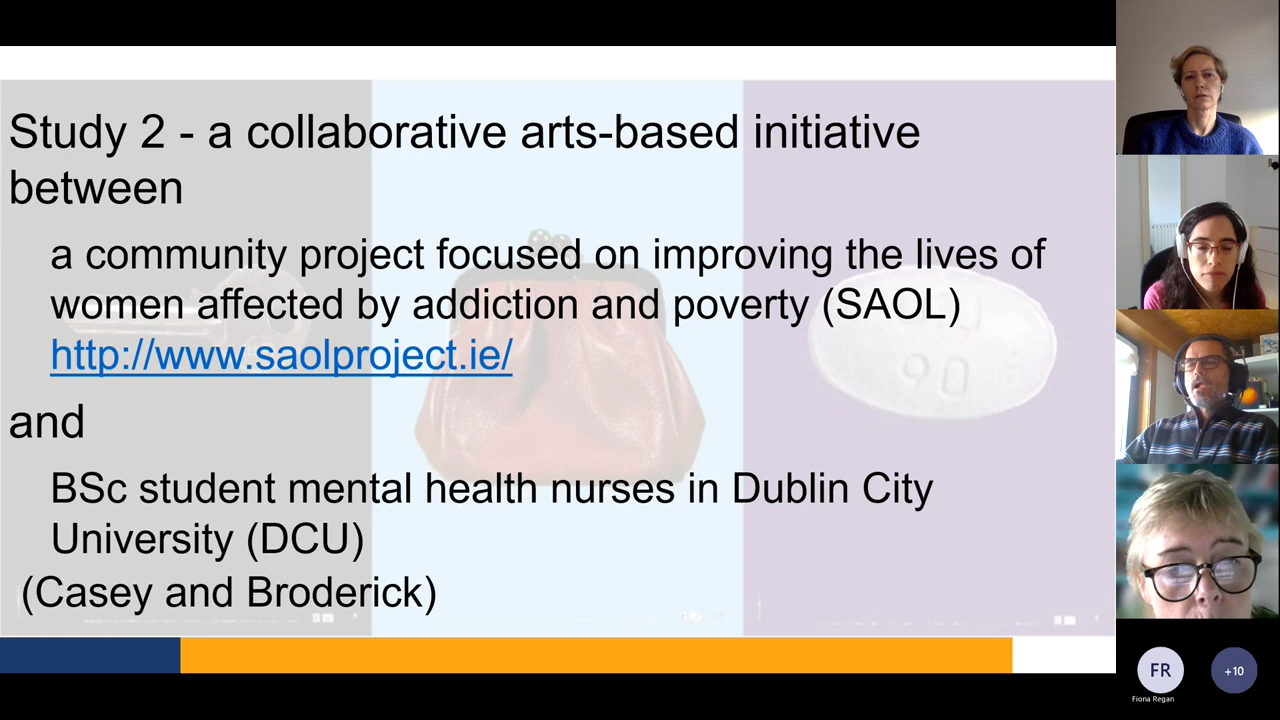 Study 2 - a collaborative arts-based initiative
between
a community project focused on improving the lives of
women affected by addiction and poverty (SAOL)
http://www.saolproject.ie/
and
BSc student mental health nurses in Dublin City
University (DCU)
(Casey and Broderick)
90
FR
+10
Fiona Regan